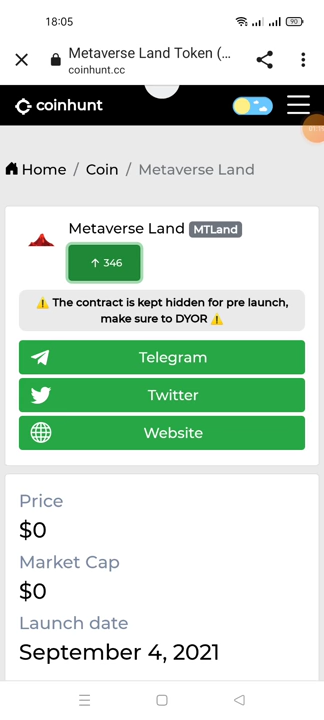 18:05
90
Metaverse Land Token (...
coinhunt.cc
coinhunt
Home / Coin / Metaverse Land
Metaverse Land MTLand
↑ 346
⚠️ The contract is kept hidden for pre launch,
make sure to DYOR ⚠️
Telegram
Twitter
Website
Price
$0
Market Cap
$0
Launch date
September 4, 2021